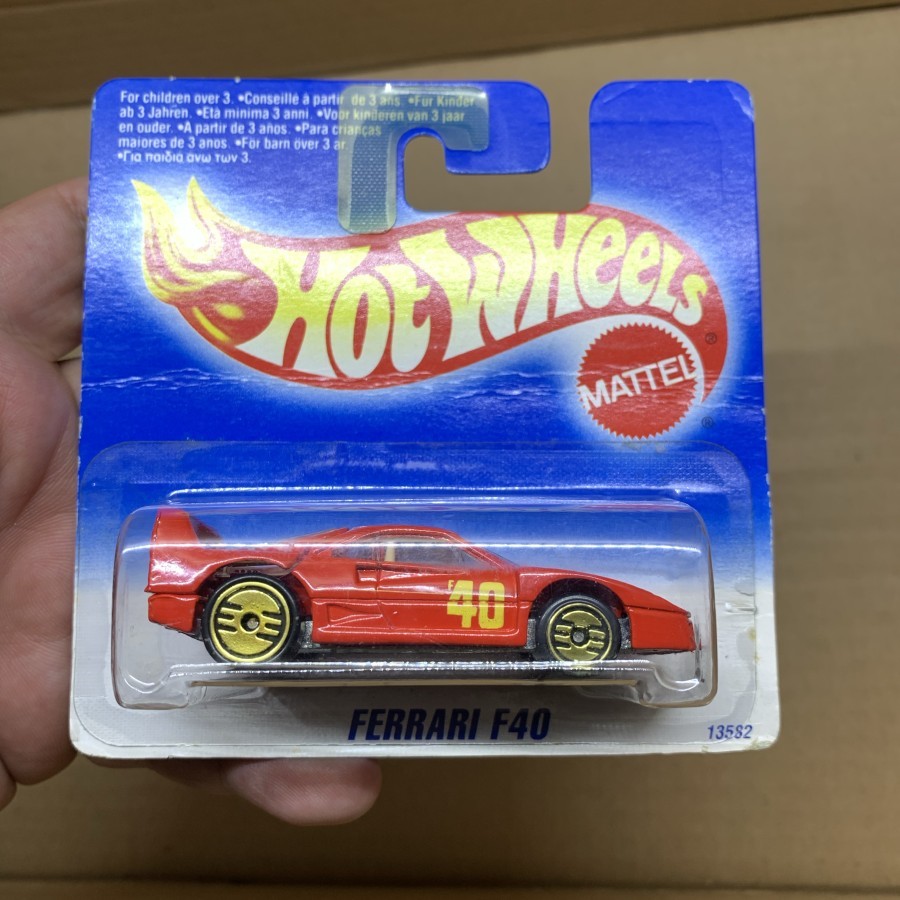 For children over 3. •Conseillé à partir de 3 ans. •Für Kinder
ab 3 Jahren. •Età minima 3 anni. •Voor kinderen van 3 jaar
en ouder. •A partir de 3 años. •Para crianças
maiores de 3 anos. •För barn över 3 år.
•Για παιδιά άνω των 3.
HOT WHEELS
®
MATTEL
®
F
40
FERRARI F40
13582